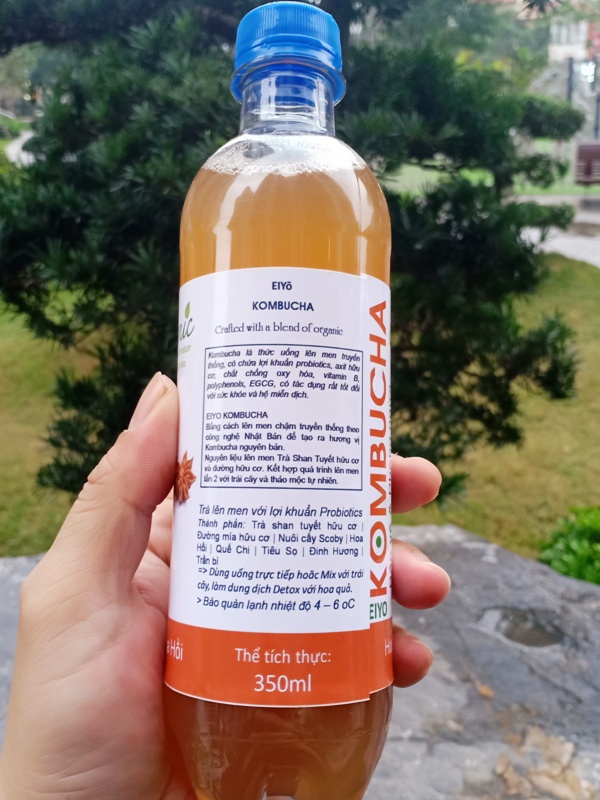 EIYō
KOMBUCHA
Crafted with a blend of organic
Kombucha là thức uống lên men truyền
thống, có chứa lợi khuẩn probiotics, axit hữu
cơ, chất chống oxy hóa, vitamin B,
polyphenols, EGCG, có tác dụng rất tốt đối
với sức khỏe và hệ miễn dịch.
EIYO KOMBUCHA
Bằng cách lên men chậm truyền thống theo
công nghệ Nhật Bản để tạo ra hương vị
Kombucha nguyên bản.
Nguyên liệu lên men Trà Shan Tuyết hữu cơ
và đường hữu cơ. Kết hợp quá trình lên men
lần 2 với trái cây và thảo mộc tự nhiên.
Trà lên men với lợi khuẩn Probiotics
Thành phần: Trà shan tuyết hữu cơ |
Đường mía hữu cơ | Nuôi cấy Scoby | Hoa
Hồi | Quế Chi | Tiêu Sọ | Đinh Hương |
Trần bì
=> Dùng uống trực tiếp hoặc Mix với trái
cây, làm dung dịch Detox với hoa quả.
> Bảo quản lạnh nhiệt độ 4 – 6 oC
Thể tích thực:
350ml
Hồi
EIYO
KOMBUCHA